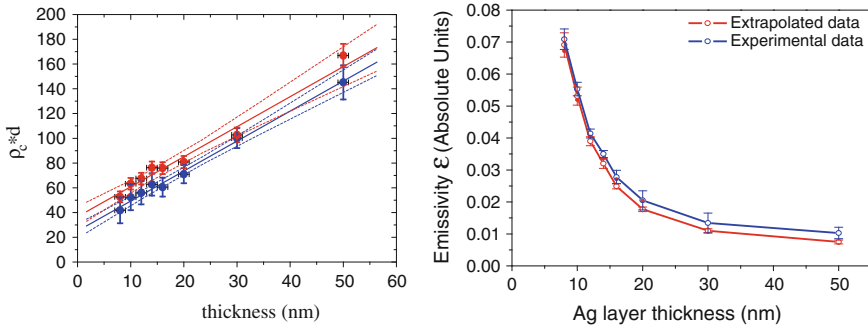 200
180
160
140
120
100
80
60
40
20
0
ρc*d
0 10 20 30 40 50 60
thickness (nm)
Extrapolated data
Experimental data
0.08
0.07
0.06
0.05
0.04
0.03
0.02
0.01
0.00
Emissivity ε (Absolute Units)
0 10 20 30 40 50
Ag layer thickness (nm)